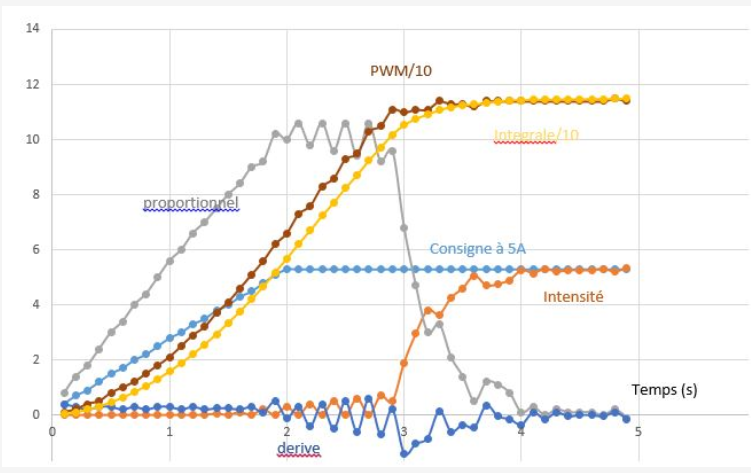 14
PWM/10
12
10
Integrale/10
8
proportionnel
6
Consigne à 5A
4
Intensité
2
Temps (s)
0
0 1 2 3 4 5
derive